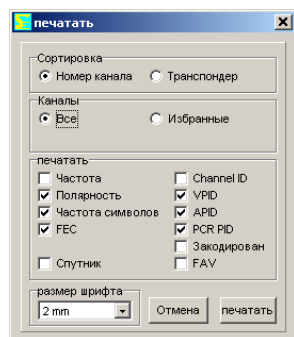 печатать
Сортировка
Номер канала Транспондер
Каналы
Все Избранные
печатать
Частота Channel ID
Полярность VPID
Частота символов APID
FEC PCR PID
Закодирован
Спутник FAV
размер шрифта
2 mm Отмена печатать